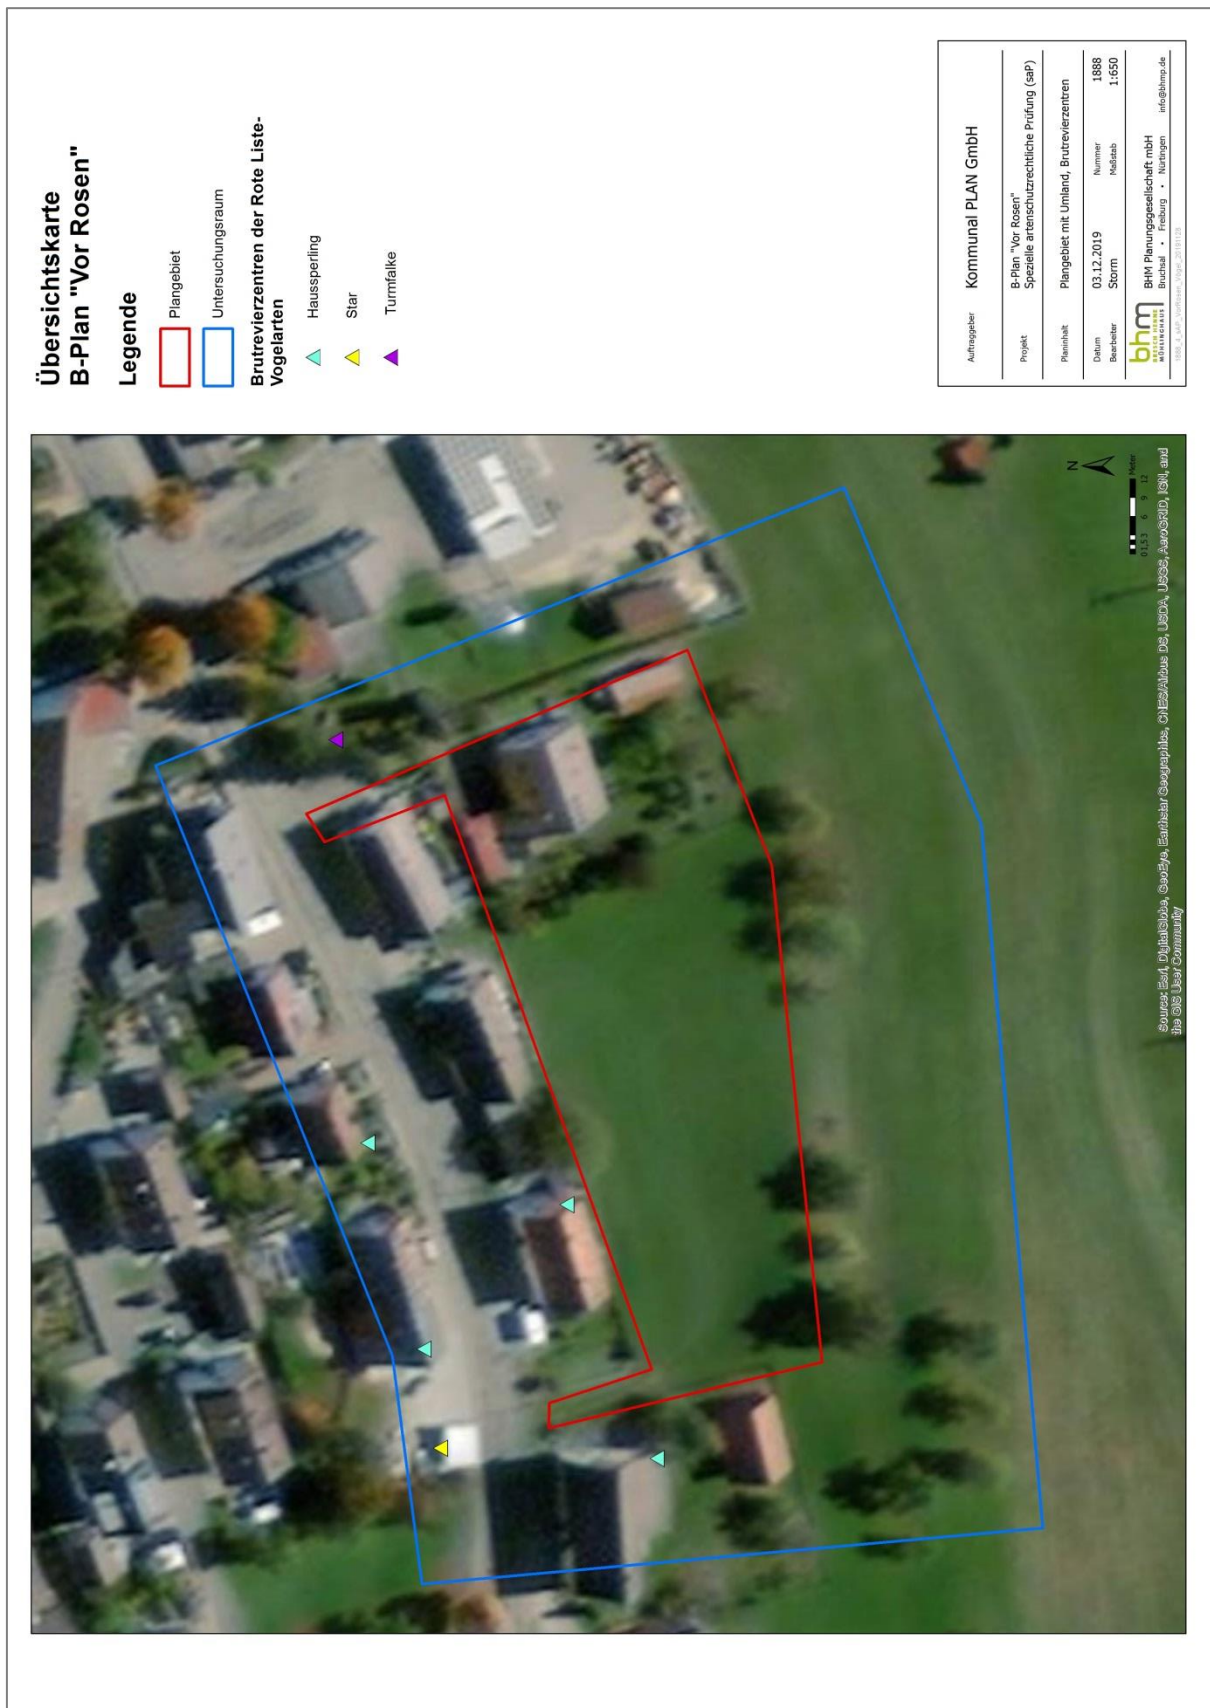 Übersichtskarte
B-Plan "Vor Rosen"
Legende
Plangebiet
Untersuchungsraum
Brutrevierzentren der Rote Liste-
Vogelarten
Haussperling
Star
Turmfalke
Auftraggeber Kommunal PLAN GmbH
Projekt B-Plan "Vor Rosen"
Spezielle artenschutzrechtliche Prüfung (saP)
Planinhalt Plangebiet mit Umland, Brutrevierzentren
Datum 03.12.2019 Nummer 1888
Bearbeiter Storm Maßstab 1:650
bhm
BRESCH HENNE
MÜHLINGHAUS
BHM Planungsgesellschaft mbH
Bruchsal • Freiburg • Nürtingen info@bhmp.de
N
Meter
0 1,5 3 6 9 12
Source: Esri, DigitalGlobe, GeoEye, Earthstar Geographics, CNES/Airbus DS, USDA, USGS, AeroGRID, IGN, and
the GIS User Community